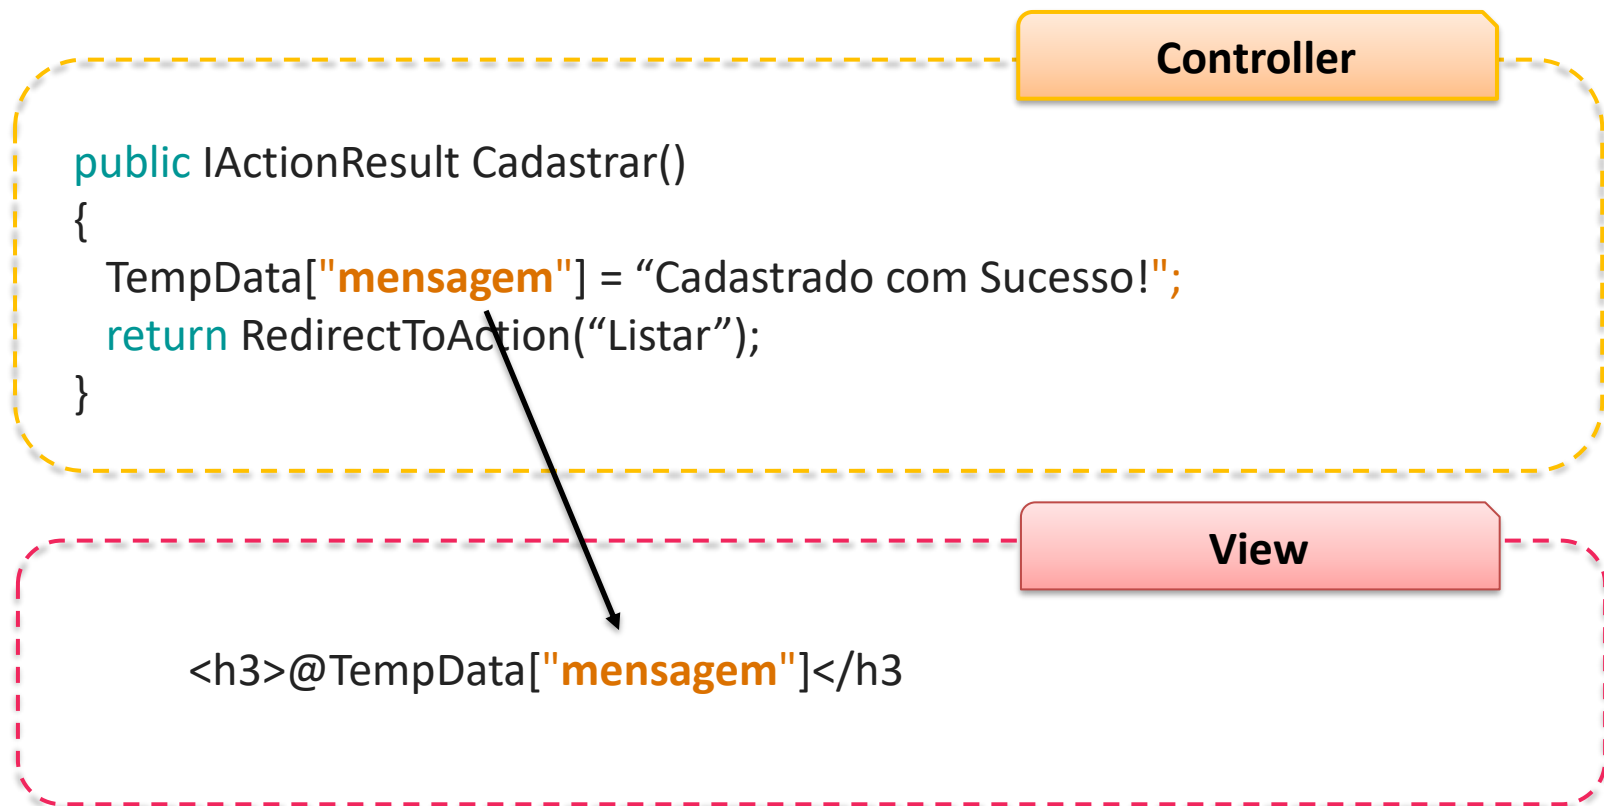 Controller
public IActionResult Cadastrar()
{
TempData["mensagem"] = “Cadastrado com Sucesso!";
return RedirectToAction(“Listar”);
}
View
<h3>@TempData["mensagem"]</h3